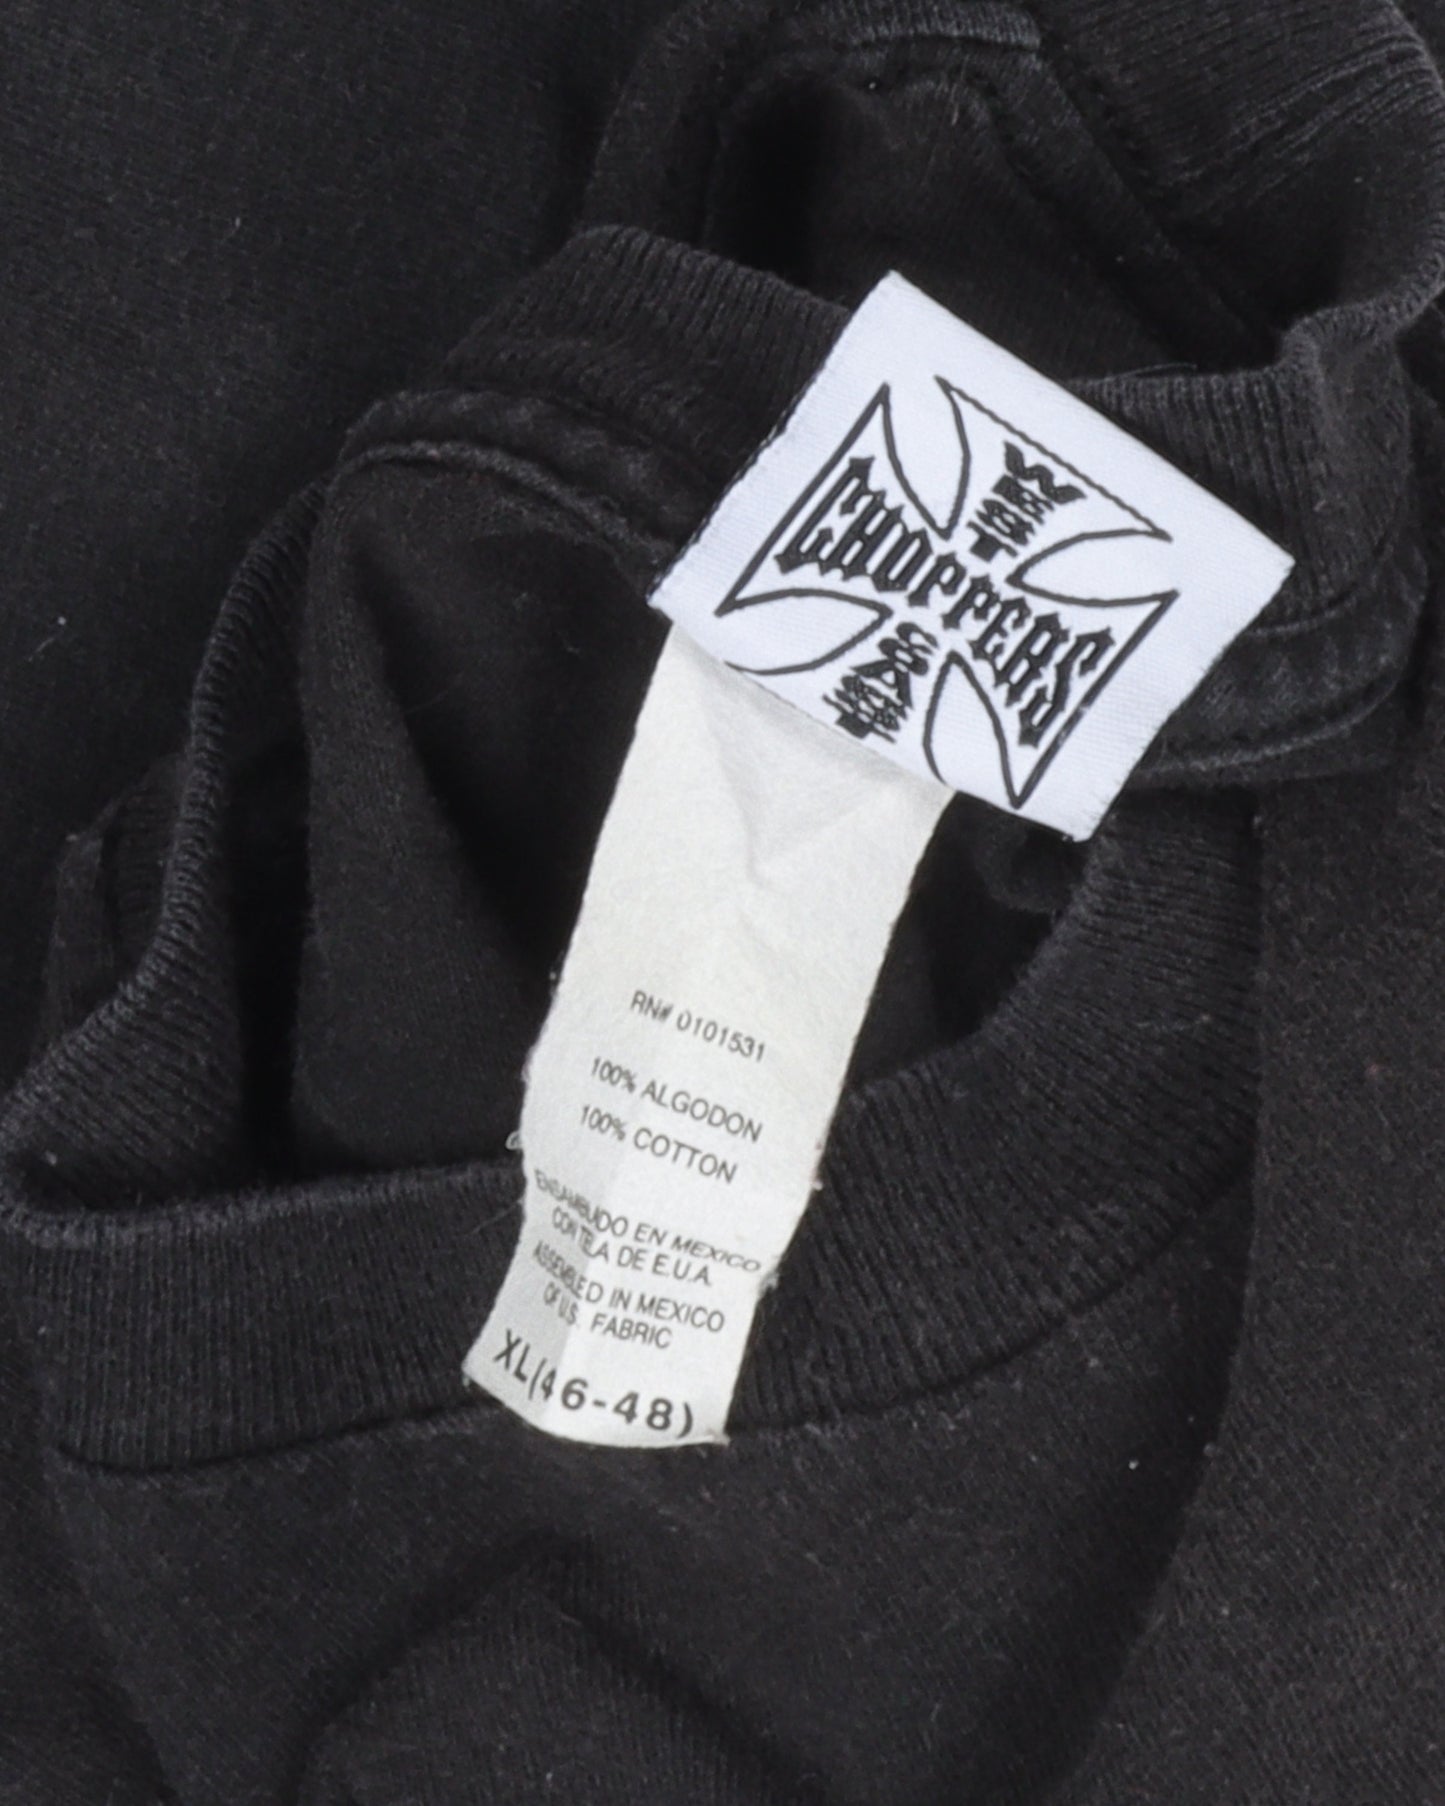 WEST
CHOPPERS
COAST
RN# 0101531
100% ALGODON
100% COTTON
ENSAMBLADO EN MEXICO
CON TELA DE E.U.A.
ASSEMBLED IN MEXICO
OF U.S. FABRIC
XL(46-48)